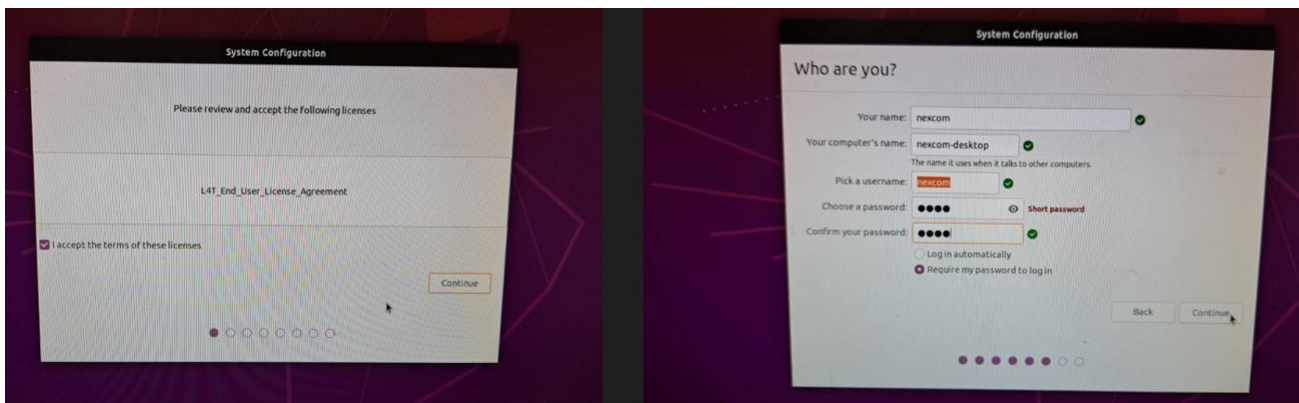 System Configuration
Please review and accept the following licenses
L4T_End_User_License_Agreement
I accept the terms of these licenses
Continue
System Configuration
Who are you?
Your name: nexcom
Your computer's name: nexcom-desktop
The name it uses when it talks to other computers.
Pick a username: nexcom
Choose a password: ●●●● Short password
Confirm your password: ●●●●
Log in automatically
Require my password to log in
Back Continue